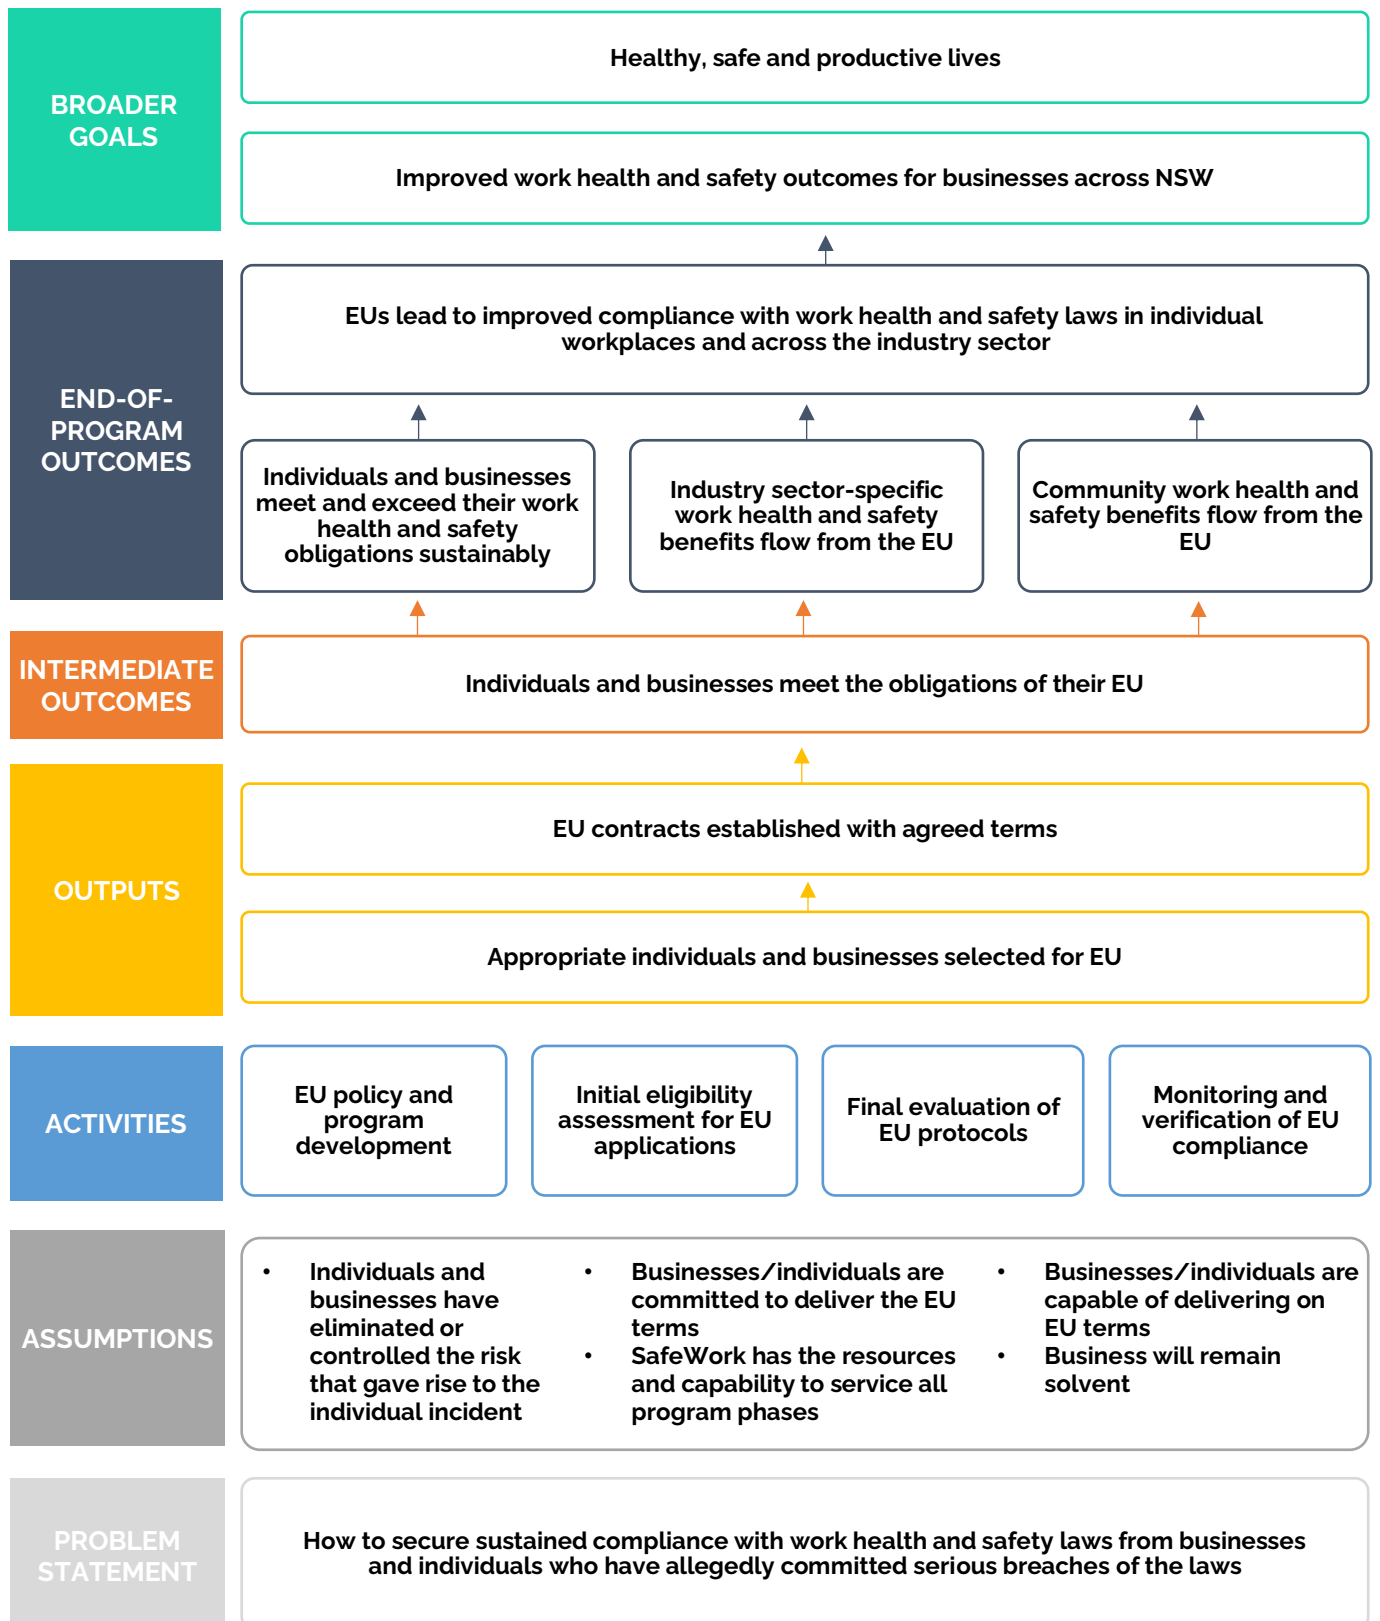 BROADER
GOALS
Healthy, safe and productive lives
Improved work health and safety outcomes for businesses across NSW
END-OF-
PROGRAM
OUTCOMES
EUs lead to improved compliance with work health and safety laws in individual
workplaces and across the industry sector
Individuals and businesses
meet and exceed their work
health and safety
obligations sustainably
Industry sector-specific
work health and safety
benefits flow from the EU
Community work health and
safety benefits flow from the
EU
INTERMEDIATE
OUTCOMES
Individuals and businesses meet the obligations of their EU
OUTPUTS
EU contracts established with agreed terms
Appropriate individuals and businesses selected for EU
ACTIVITIES
EU policy and
program
development
Initial eligibility
assessment for EU
applications
Final evaluation of
EU protocols
Monitoring and
verification of EU
compliance
ASSUMPTIONS
• Individuals and
businesses have
eliminated or
controlled the risk
that gave rise to the
individual incident
• Businesses/individuals are
committed to deliver the EU
terms
• SafeWork has the resources
and capability to service all
program phases
• Businesses/individuals are
capable of delivering on
EU terms
• Business will remain
solvent
PROBLEM
STATEMENT
How to secure sustained compliance with work health and safety laws from businesses
and individuals who have allegedly committed serious breaches of the laws